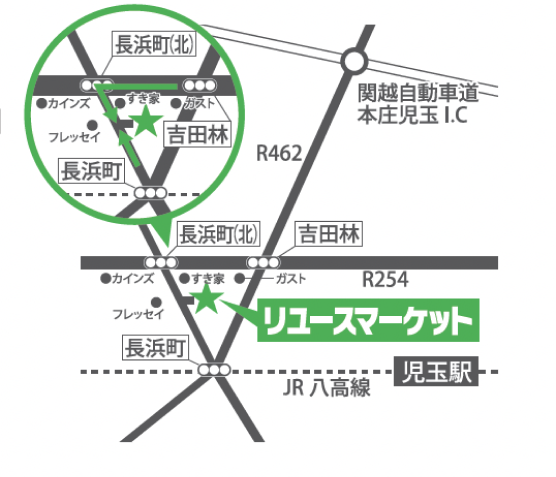 長浜町(北)
カインズ
すき家
ガスト
フレッセイ
吉田林
長浜町
関越自動車道
本庄児玉 I.C
R462
長浜町(北)
吉田林
カインズ
すき家
ガスト
R254
フレッセイ
リユースマーケット
長浜町
児玉駅
JR 八高線